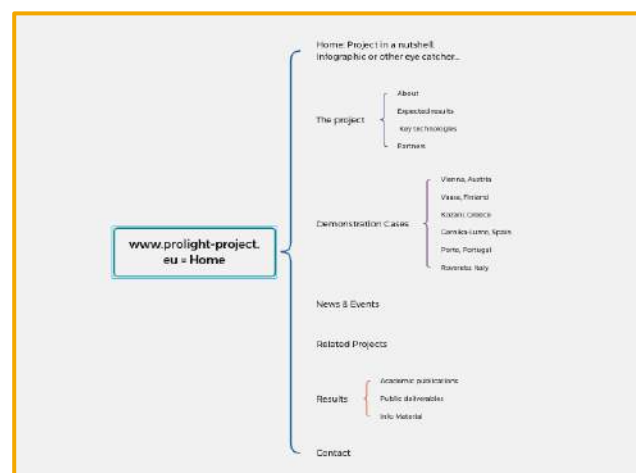 Home: Project in a nutshell
Infographic or other eye catcher...
About
Expected results
The project
Key technologies
Partners
Vienna, Austria
Vaasa, Finland
Kozani, Greece
Demonstration Cases
Gernika-Lumo, Spain
Porto, Portugal
Rovereto, Italy
www.prolight-project.
eu = Home
News & Events
Related Projects
Academic publications
Results
Public deliverables
Info Material
Contact